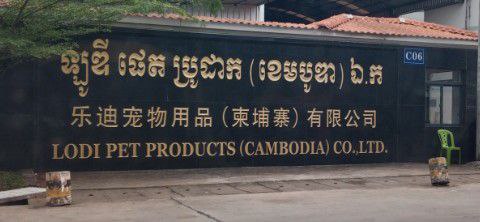 ឡូឌី ផេត ប្រូដាក (ខេមបូឌា) ឯ.ក
C06
乐迪宠物用品（柬埔寨）有限公司
LODI PET PRODUCTS (CAMBODIA) CO.,LTD.